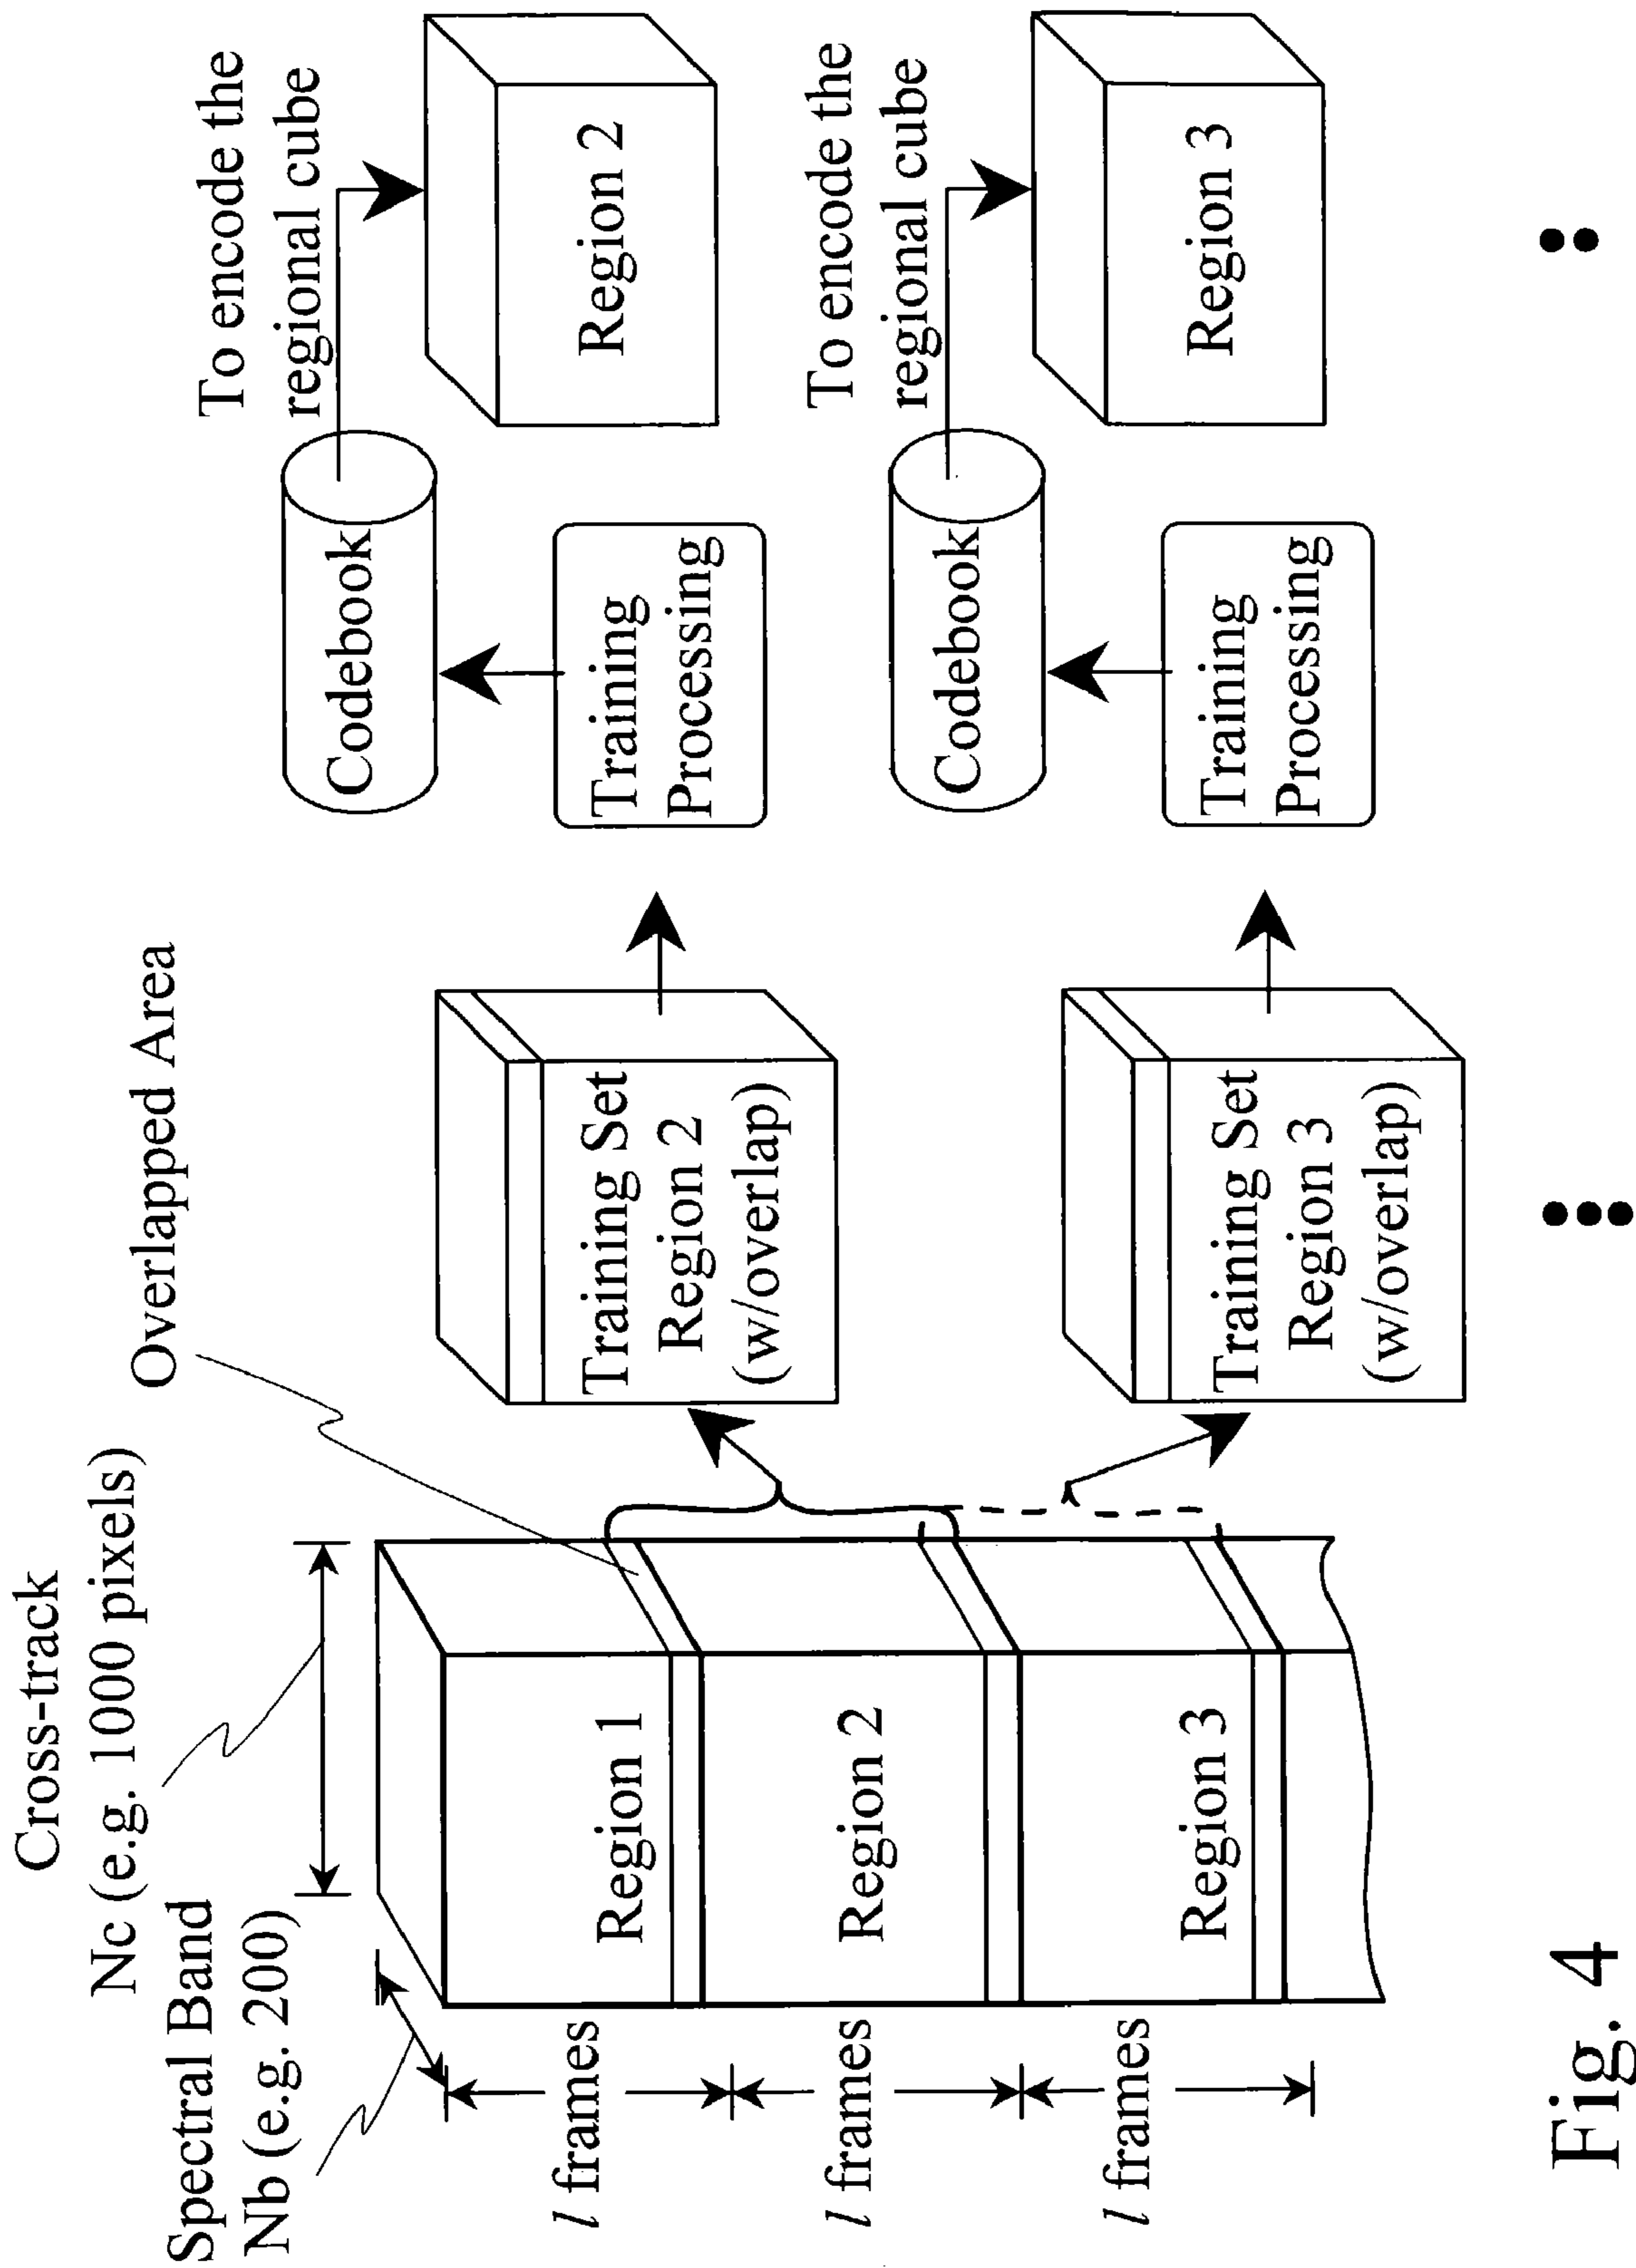 Cross-track
Nc (e.g. 1000 pixels)
Spectral Band
Nb (e.g. 200)
Overlapped Area
l frames
l frames
l frames
Region 1
Region 2
Region 3
Training Set
Region 2
(w/overlap)
Training Set
Region 3
(w/overlap)
Training
Processing
Codebook
To encode the
regional cube
Region 2
Training
Processing
Codebook
To encode the
regional cube
Region 3
Fig. 4